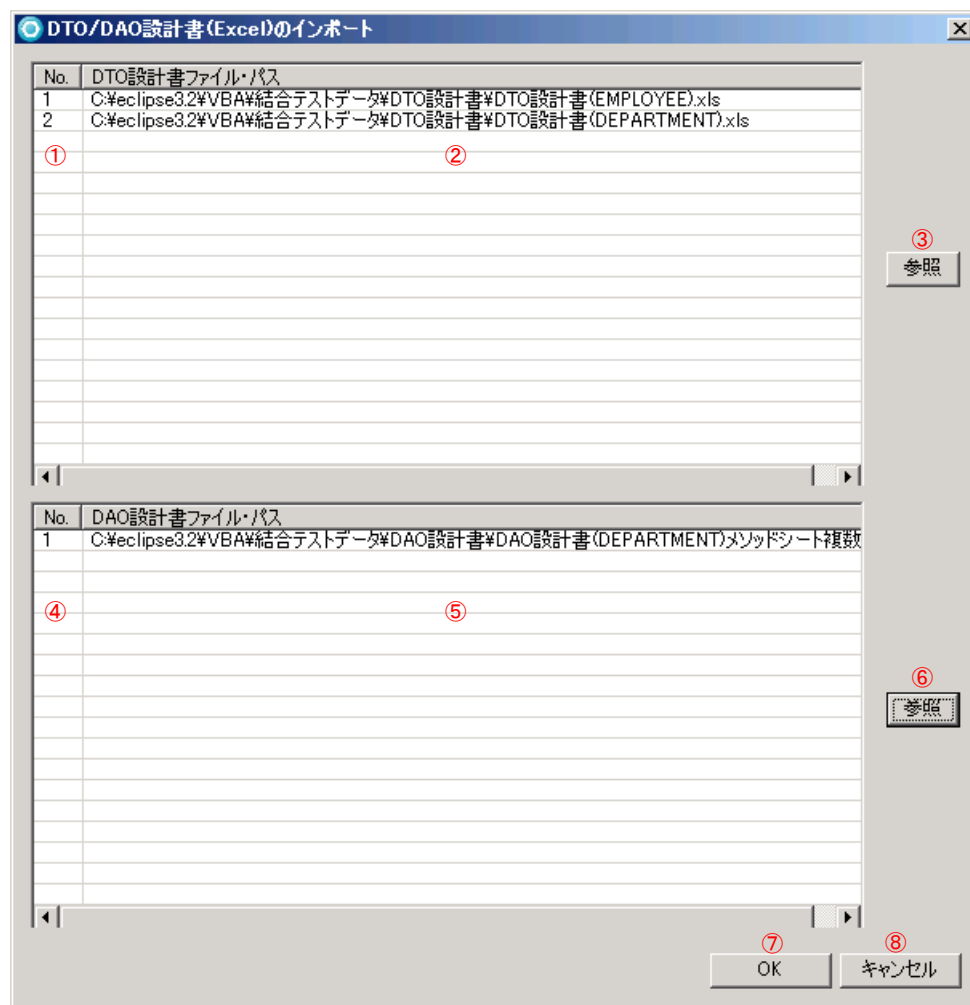 DTO/DAO設計書(Excel)のインポート
No. DTO設計書ファイル・パス
1 C:¥eclipse3.2¥VBA¥結合テストデータ¥DTO設計書¥DTO設計書(EMPLOYEE).xls
2 C:¥eclipse3.2¥VBA¥結合テストデータ¥DTO設計書¥DTO設計書(DEPARTMENT).xls
① ②
③
参照
No. DAO設計書ファイル・パス
1 C:¥eclipse3.2¥VBA¥結合テストデータ¥DAO設計書¥DAO設計書(DEPARTMENT)メソッドシート複数
④ ⑤
⑥
参照
⑦ ⑧
OK キャンセル